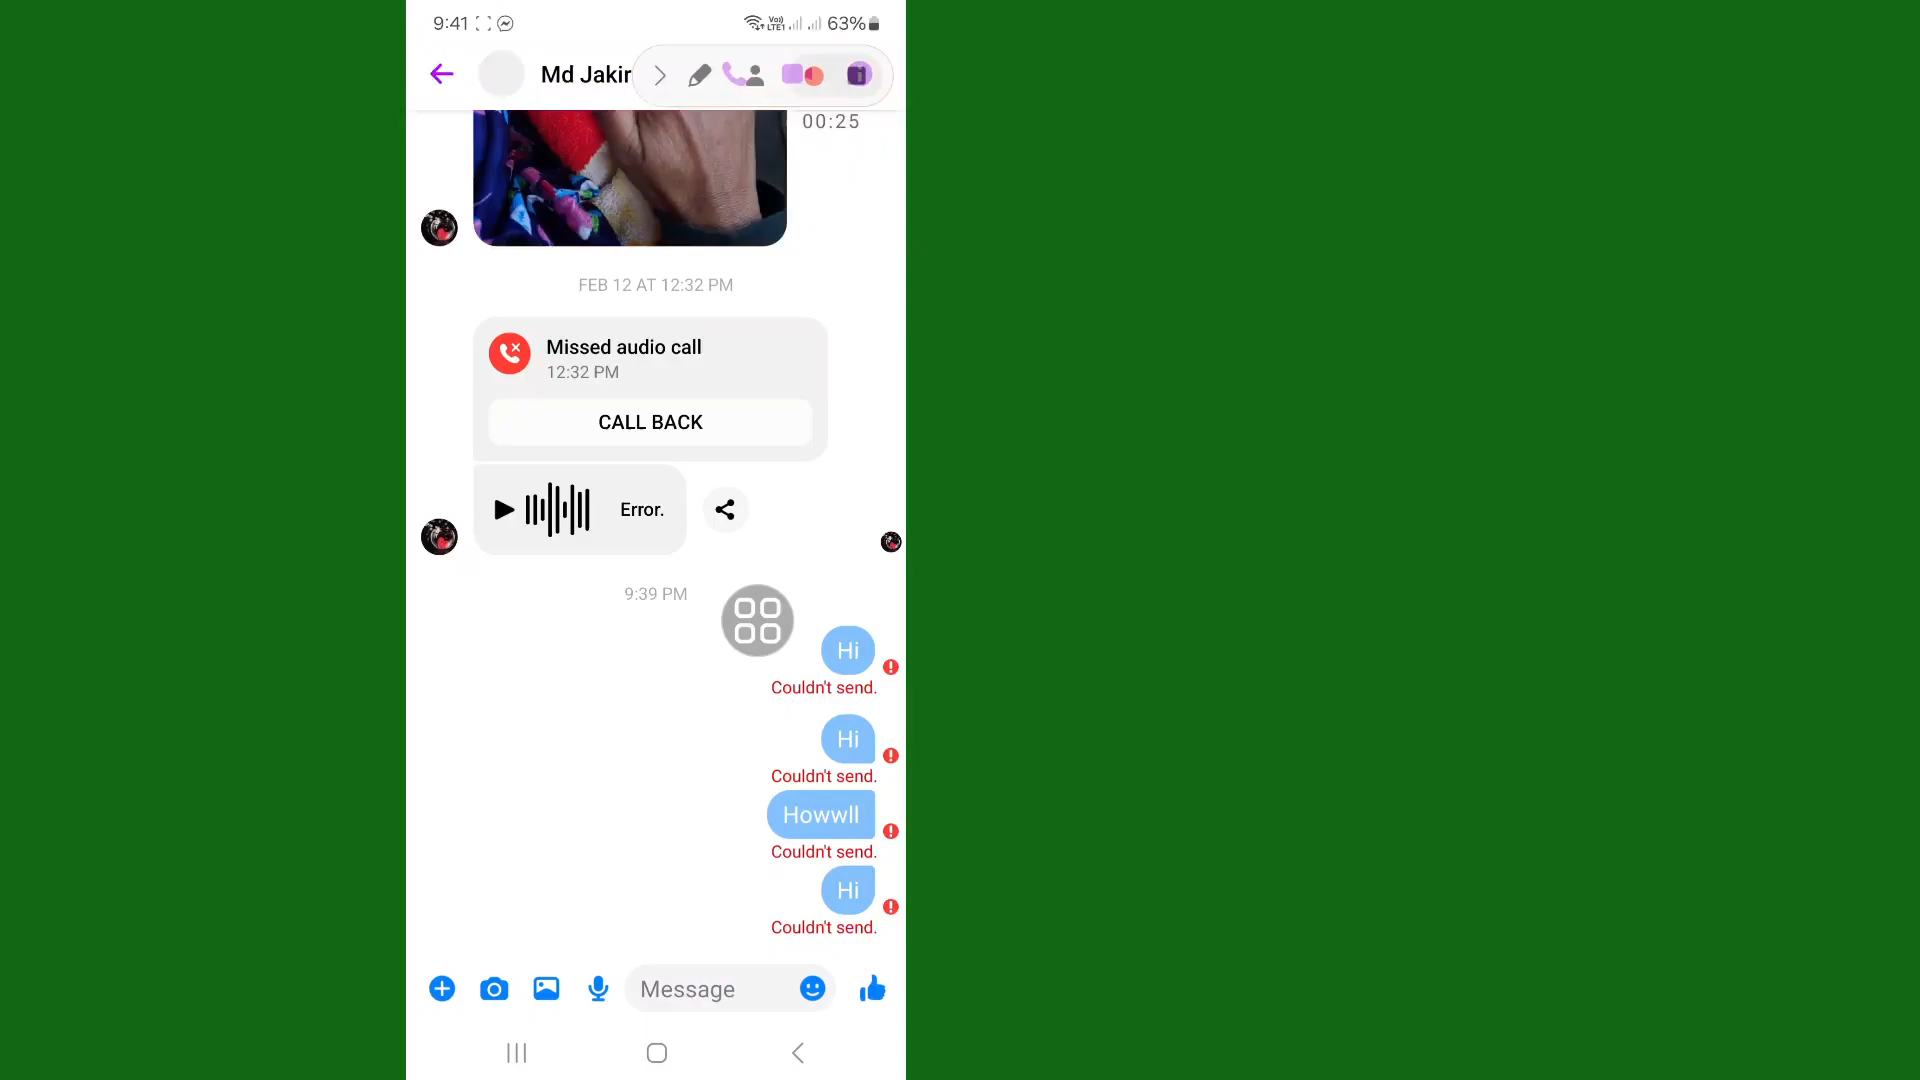 9:41
Vo) LTE1
63%
Md Jakir
00:25
FEB 12 AT 12:32 PM
Missed audio call
12:32 PM
CALL BACK
Error.
9:39 PM
Hi
Couldn't send.
Hi
Couldn't send.
Howwll
Couldn't send.
Hi
Couldn't send.
Message